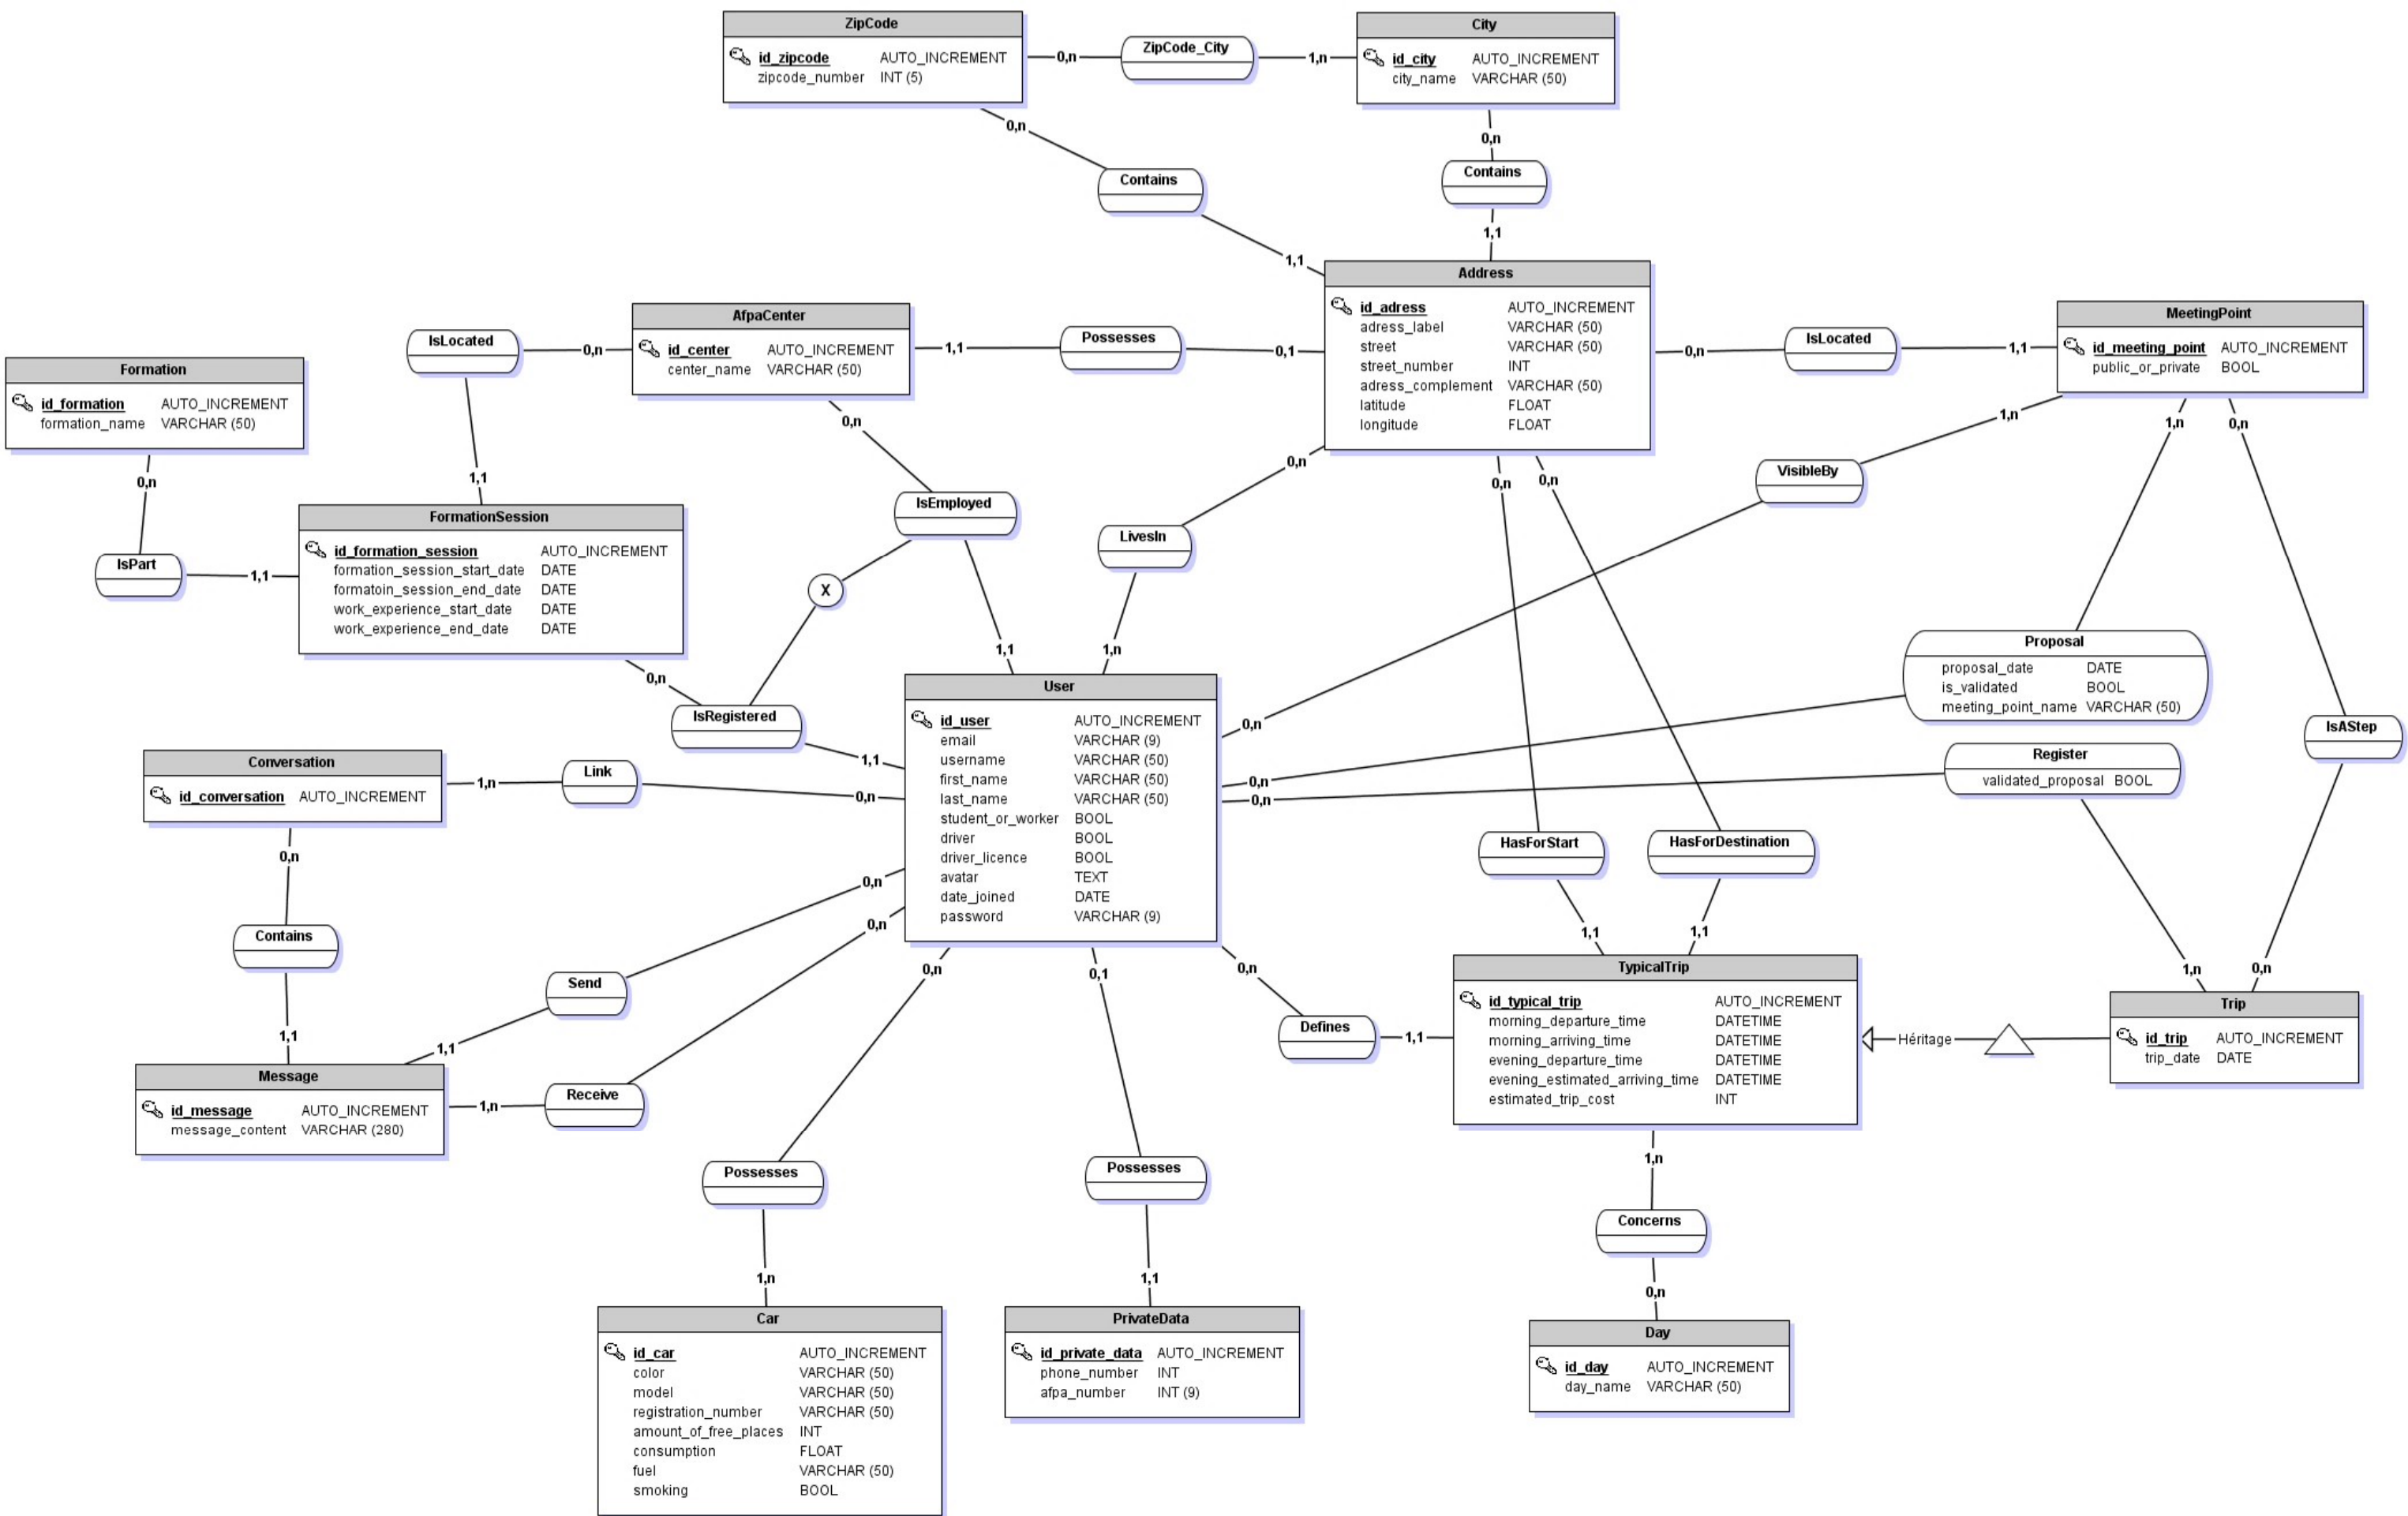 ZipCode
id_zipcode AUTO_INCREMENT
zipcode_number INT (5)
0,n
ZipCode_City
1,n
City
id_city AUTO_INCREMENT
city_name VARCHAR (50)
0,n
Contains
1,1
0,n
Contains
1,1
Address
id_adress AUTO_INCREMENT
adress_label VARCHAR (50)
street VARCHAR (50)
street_number INT
adress_complement VARCHAR (50)
latitude FLOAT
longitude FLOAT
Formation
id_formation AUTO_INCREMENT
formation_name VARCHAR (50)
0,n
IsPart
1,1
IsLocated
0,n
1,1
AfpaCenter
id_center AUTO_INCREMENT
center_name VARCHAR (50)
1,1
Possesses
0,1
0,n
IsLocated
1,1
MeetingPoint
id_meeting_point AUTO_INCREMENT
public_or_private BOOL
FormationSession
id_formation_session AUTO_INCREMENT
formation_session_start_date DATE
formatoin_session_end_date DATE
work_experience_start_date DATE
work_experience_end_date DATE
0,n
IsEmployed
1,1
X
0,n
IsRegistered
1,1
0,n
LivesIn
1,n
1,n
VisibleBy
0,n
1,n
Proposal
proposal_date DATE
is_validated BOOL
meeting_point_name VARCHAR (50)
0,n
0,n
IsAStep
0,n
Register
validated_proposal BOOL
0,n
1,n
User
id_user AUTO_INCREMENT
email VARCHAR (9)
username VARCHAR (50)
first_name VARCHAR (50)
last_name VARCHAR (50)
student_or_worker BOOL
driver BOOL
driver_licence BOOL
avatar TEXT
date_joined DATE
password VARCHAR (9)
Conversation
id_conversation AUTO_INCREMENT
1,n
Link
0,n
0,n
Contains
1,1
0,n
Send
1,1
0,n
Receive
1,n
Message
id_message AUTO_INCREMENT
message_content VARCHAR (280)
0,n
HasForStart
1,1
0,n
HasForDestination
1,1
0,n
Defines
1,1
TypicalTrip
id_typical_trip AUTO_INCREMENT
morning_departure_time DATETIME
morning_arriving_time DATETIME
evening_departure_time DATETIME
evening_estimated_arriving_time DATETIME
estimated_trip_cost INT
Héritage
Trip
id_trip AUTO_INCREMENT
trip_date DATE
0,n
Possesses
1,n
0,1
Possesses
1,1
1,n
Concerns
0,n
Car
id_car AUTO_INCREMENT
color VARCHAR (50)
model VARCHAR (50)
registration_number VARCHAR (50)
amount_of_free_places INT
consumption FLOAT
fuel VARCHAR (50)
smoking BOOL
PrivateData
id_private_data AUTO_INCREMENT
phone_number INT
afpa_number INT (9)
Day
id_day AUTO_INCREMENT
day_name VARCHAR (50)